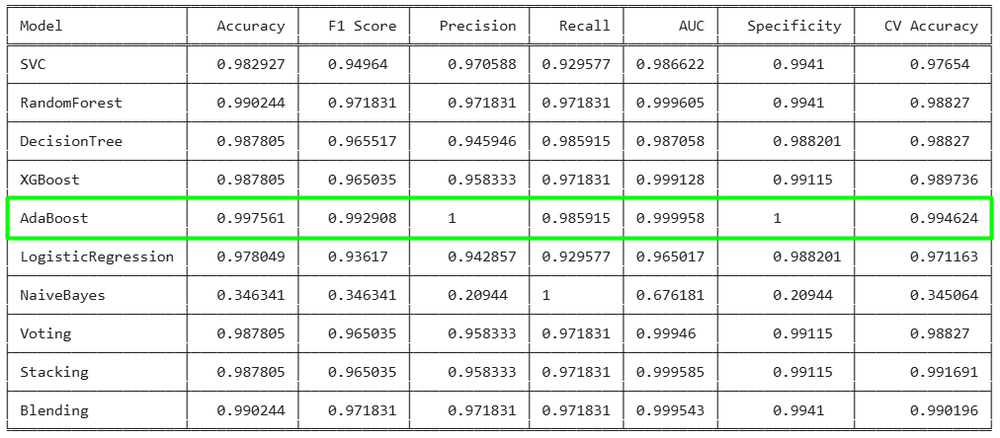 Model Accuracy F1 Score Precision Recall AUC Specificity CV Accuracy
SVC 0.982927 0.94964 0.970588 0.929577 0.986622 0.9941 0.97654
RandomForest 0.990244 0.971831 0.971831 0.971831 0.999605 0.9941 0.98827
DecisionTree 0.987805 0.965517 0.945946 0.985915 0.987058 0.988201 0.98827
XGBoost 0.987805 0.965035 0.958333 0.971831 0.999128 0.99115 0.989736
AdaBoost 0.997561 0.992908 1 0.985915 0.999958 1 0.994624
LogisticRegression 0.978049 0.93617 0.942857 0.929577 0.965017 0.988201 0.971163
NaiveBayes 0.346341 0.346341 0.20944 1 0.676181 0.20944 0.345064
Voting 0.987805 0.965035 0.958333 0.971831 0.99946 0.99115 0.98827
Stacking 0.987805 0.965035 0.958333 0.971831 0.999585 0.99115 0.991691
Blending 0.990244 0.971831 0.971831 0.971831 0.999543 0.9941 0.990196